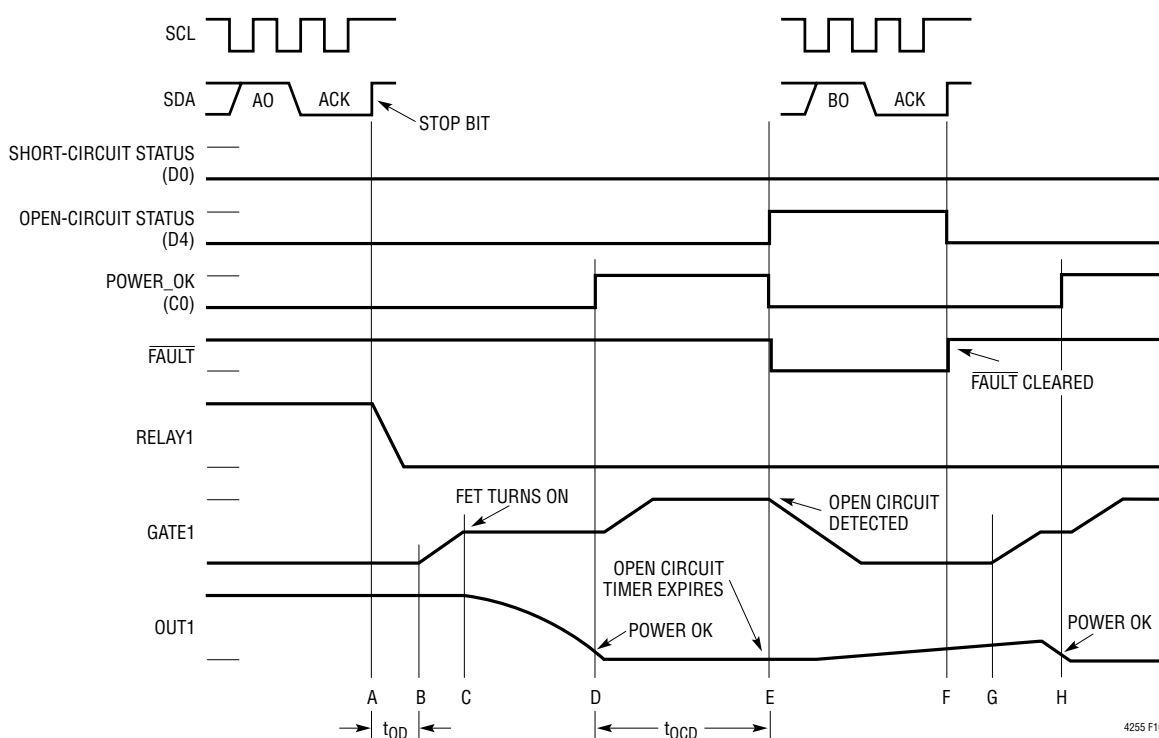 SCL
SDA
AO
ACK
STOP BIT
BO
ACK
SHORT-CIRCUIT STATUS
(D0)
OPEN-CIRCUIT STATUS
(D4)
POWER_OK
(C0)
FAULT
FAULT CLEARED
RELAY1
FET TURNS ON
GATE1
OPEN CIRCUIT
DETECTED
OPEN CIRCUIT
TIMER EXPIRES
OUT1
POWER OK
POWER OK
A B C D E F G H
tOD
tOCD